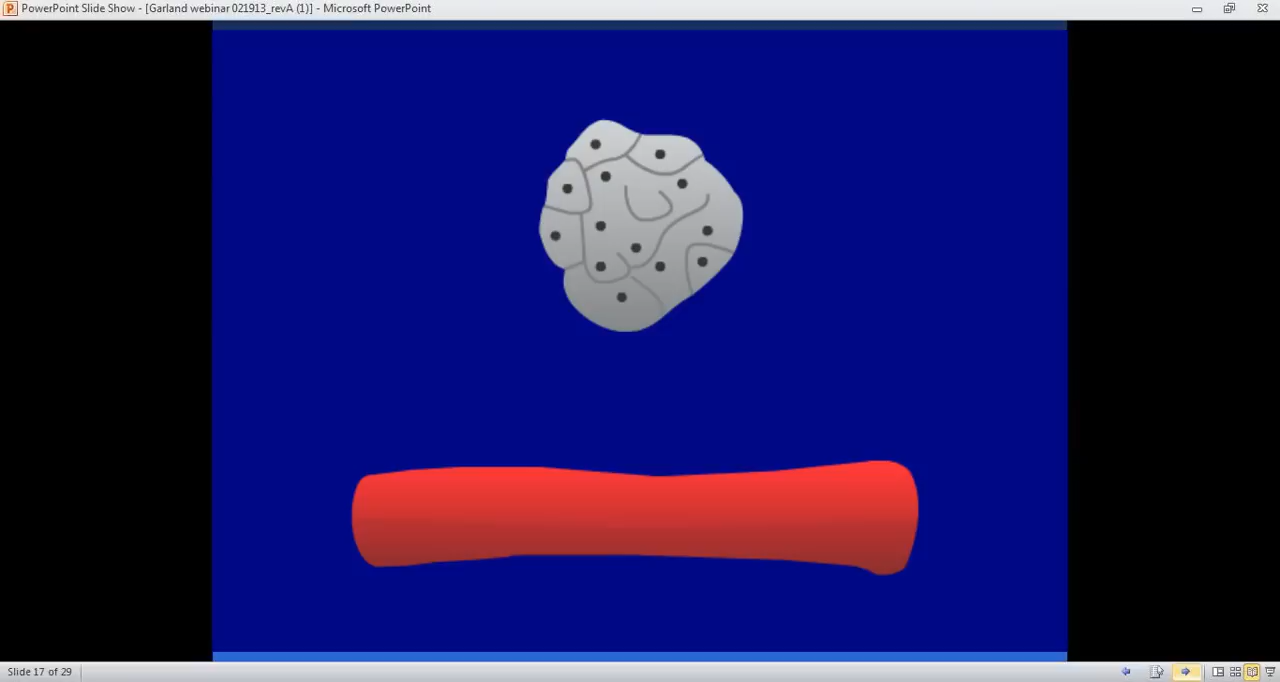 PowerPoint Slide Show - [Garland webinar 021913_revA (1)] - Microsoft PowerPoint
Slide 17 of 29